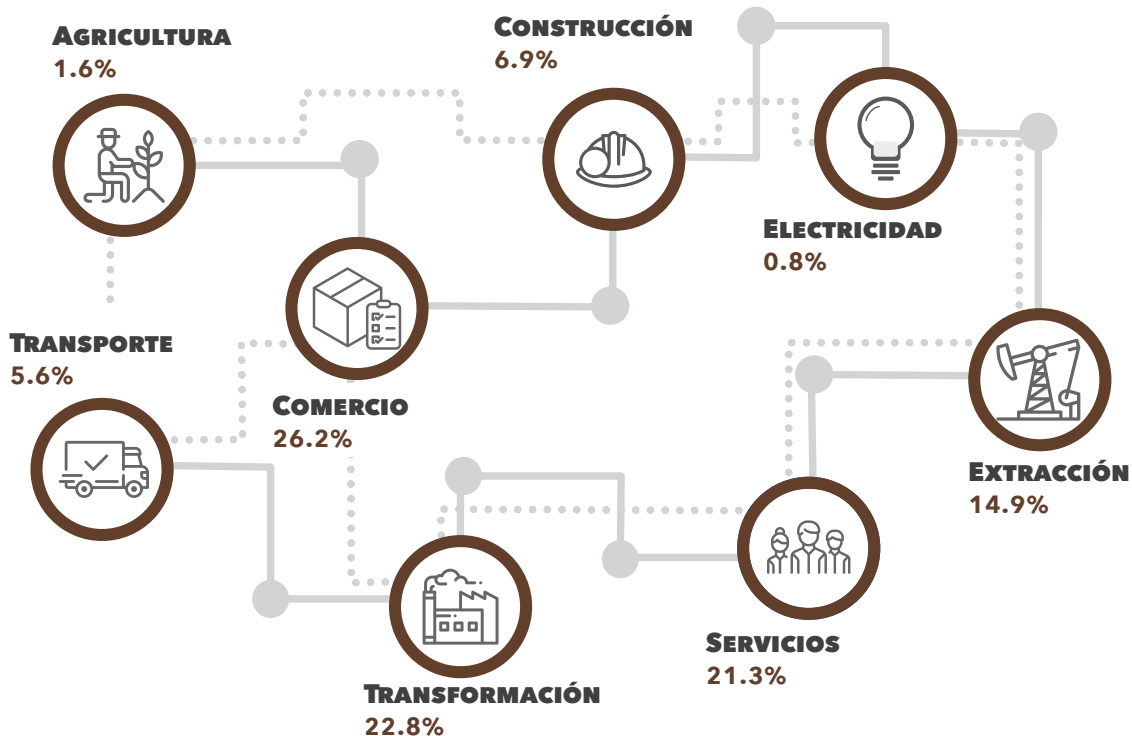 Agricultura
1.6%
Construcción
6.9%
Electricidad
0.8%
Transporte
5.6%
Comercio
26.2%
Extracción
14.9%
Servicios
21.3%
Transformación
22.8%